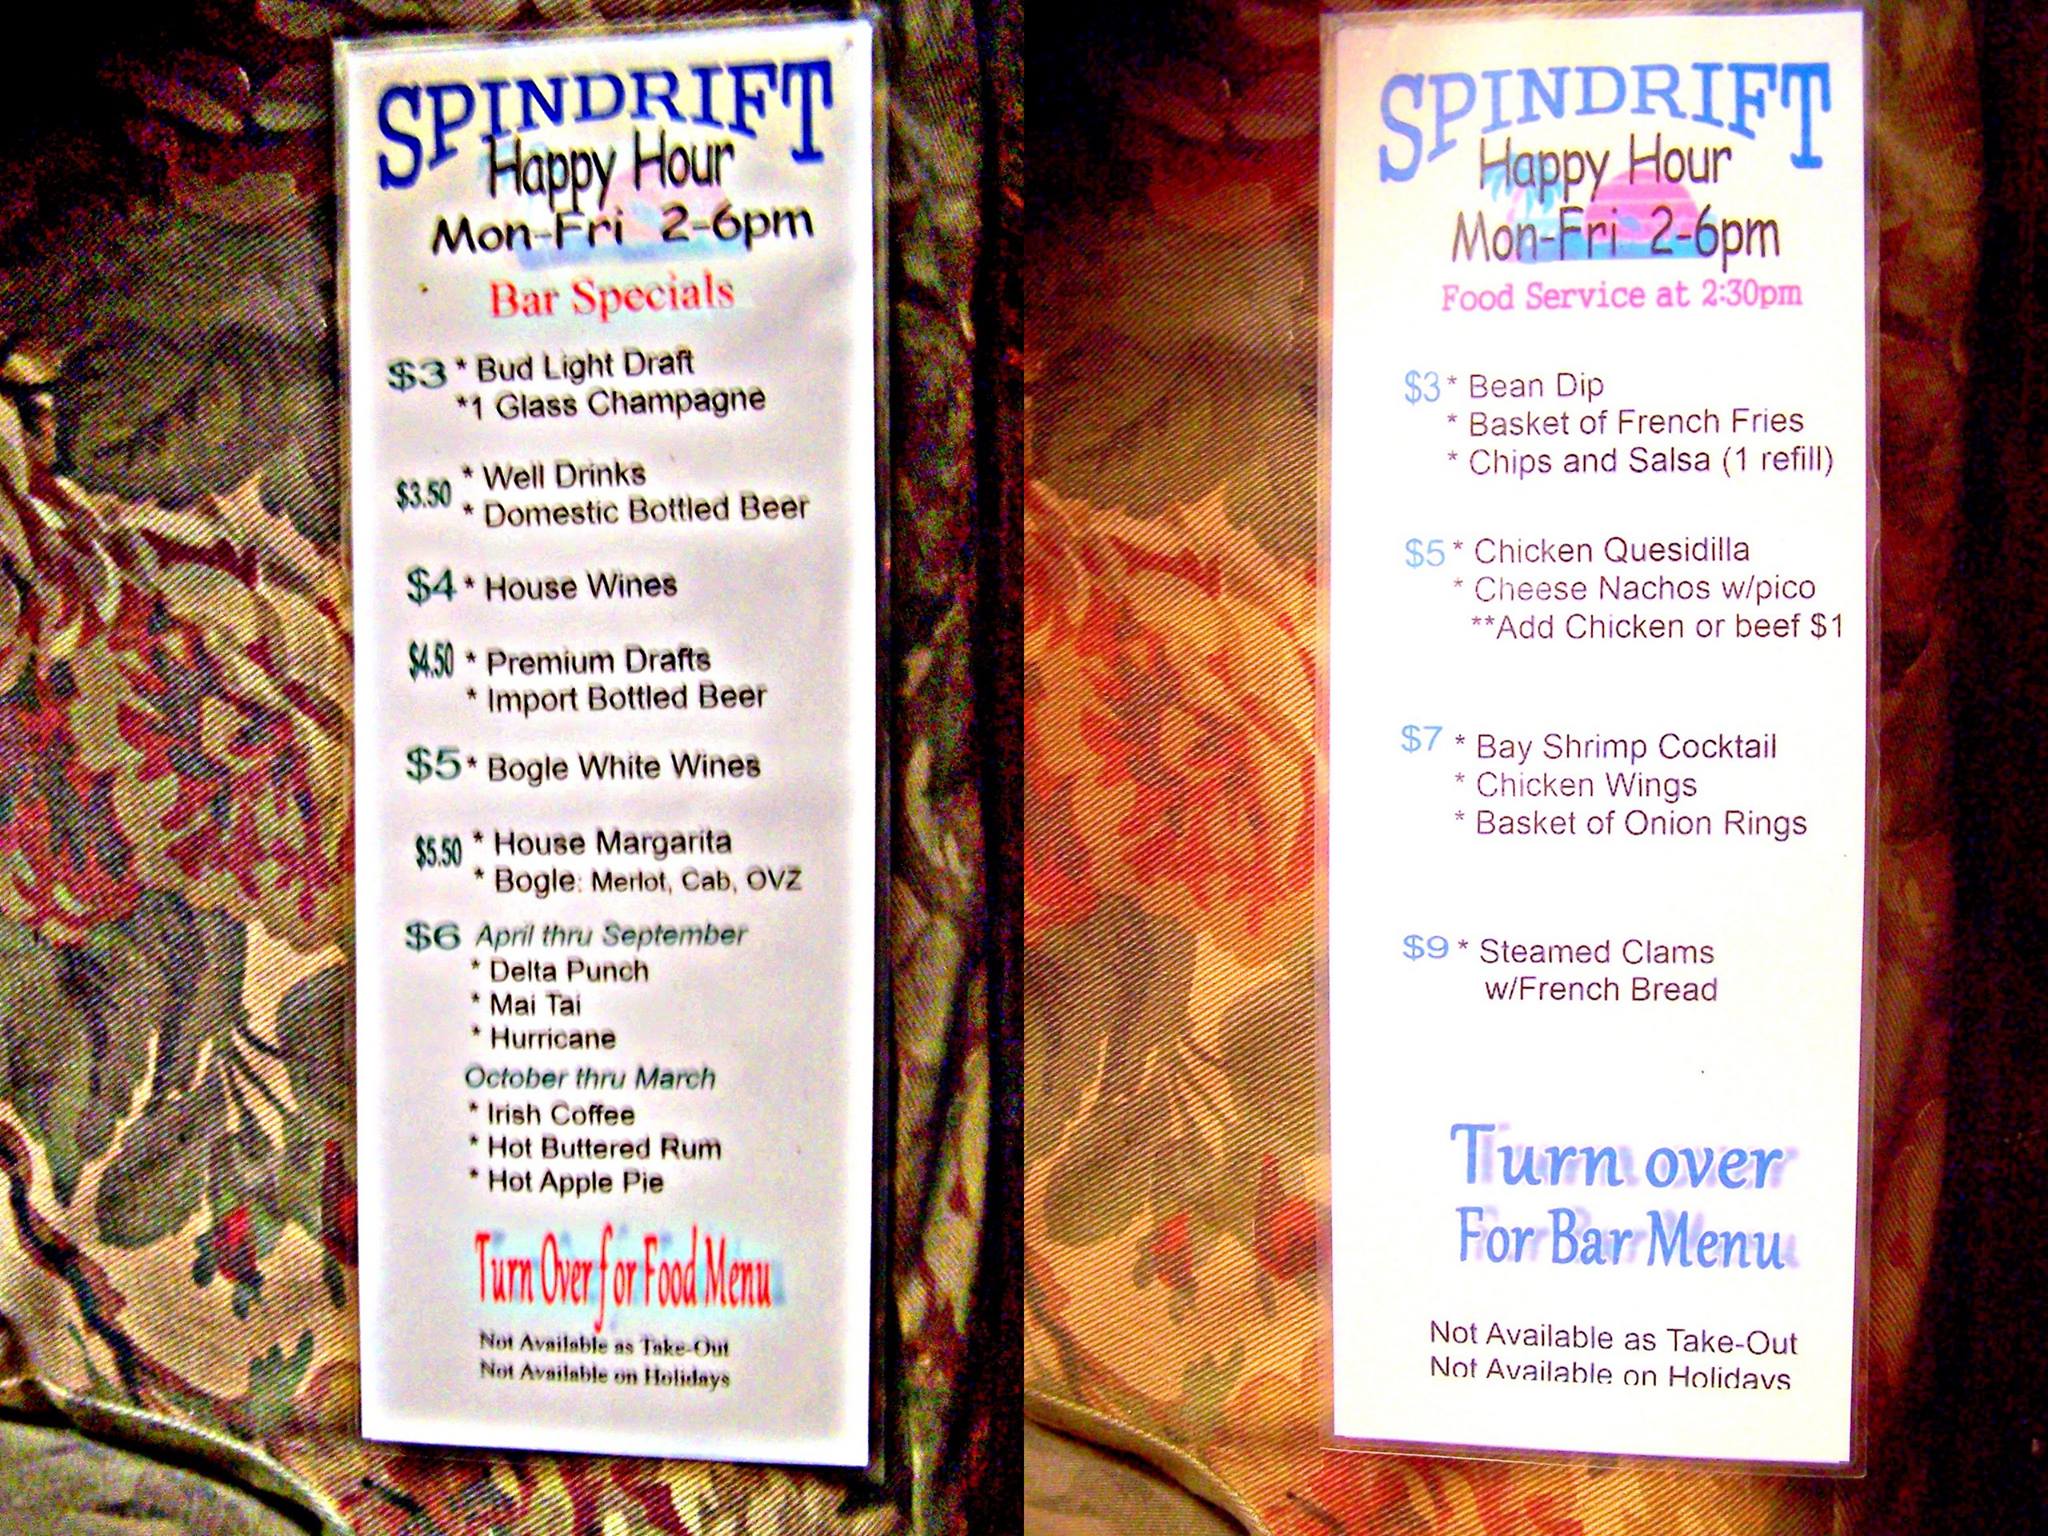 SPINDRIFT
Happy Hour
Mon-Fri 2-6pm
Bar Specials
$3 * Bud Light Draft
*1 Glass Champagne
$3.50 * Well Drinks
* Domestic Bottled Beer
$4 * House Wines
$4.50 * Premium Drafts
* Import Bottled Beer
$5 * Bogle White Wines
$5.50 * House Margarita
* Bogle: Merlot, Cab, OVZ
$6 April thru September
* Delta Punch
* Mai Tai
* Hurricane
October thru March
* Irish Coffee
* Hot Buttered Rum
* Hot Apple Pie
Turn Over for Food Menu
Not Available as Take-Out
Not Available on Holidays
SPINDRIFT
Happy Hour
Mon-Fri 2-6pm
Food Service at 2:30pm
$3 * Bean Dip
* Basket of French Fries
* Chips and Salsa (1 refill)
$5 * Chicken Quesidilla
* Cheese Nachos w/pico
**Add Chicken or beef $1
$7 * Bay Shrimp Cocktail
* Chicken Wings
* Basket of Onion Rings
$9 * Steamed Clams
w/French Bread
Turn over
For Bar Menu
Not Available as Take-Out
Not Available on Holidays